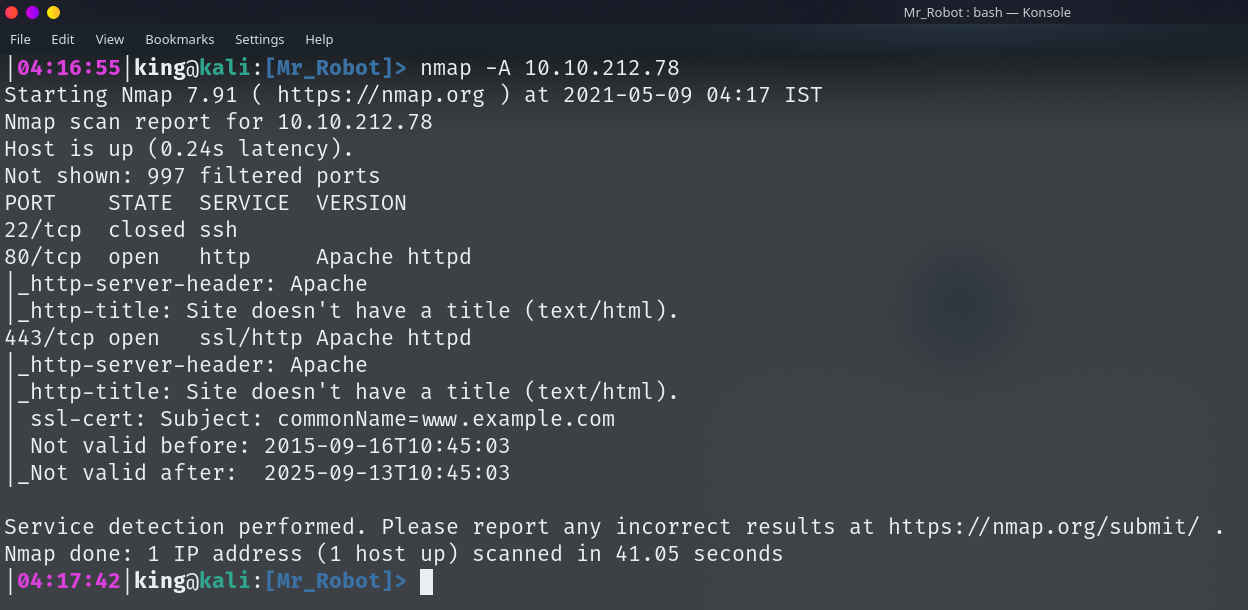 Mr_Robot : bash — Konsole
File Edit View Bookmarks Settings Help
|04:16:55|king@kali:[Mr_Robot]> nmap -A 10.10.212.78
Starting Nmap 7.91 ( https://nmap.org ) at 2021-05-09 04:17 IST
Nmap scan report for 10.10.212.78
Host is up (0.24s latency).
Not shown: 997 filtered ports
PORT    STATE  SERVICE  VERSION
22/tcp  closed ssh
80/tcp  open   http     Apache httpd
|_http-server-header: Apache
|_http-title: Site doesn't have a title (text/html).
443/tcp open   ssl/http Apache httpd
|_http-server-header: Apache
|_http-title: Site doesn't have a title (text/html).
| ssl-cert: Subject: commonName=www.example.com
| Not valid before: 2015-09-16T10:45:03
|_Not valid after:  2025-09-13T10:45:03
Service detection performed. Please report any incorrect results at https://nmap.org/submit/ .
Nmap done: 1 IP address (1 host up) scanned in 41.05 seconds
|04:17:42|king@kali:[Mr_Robot]>